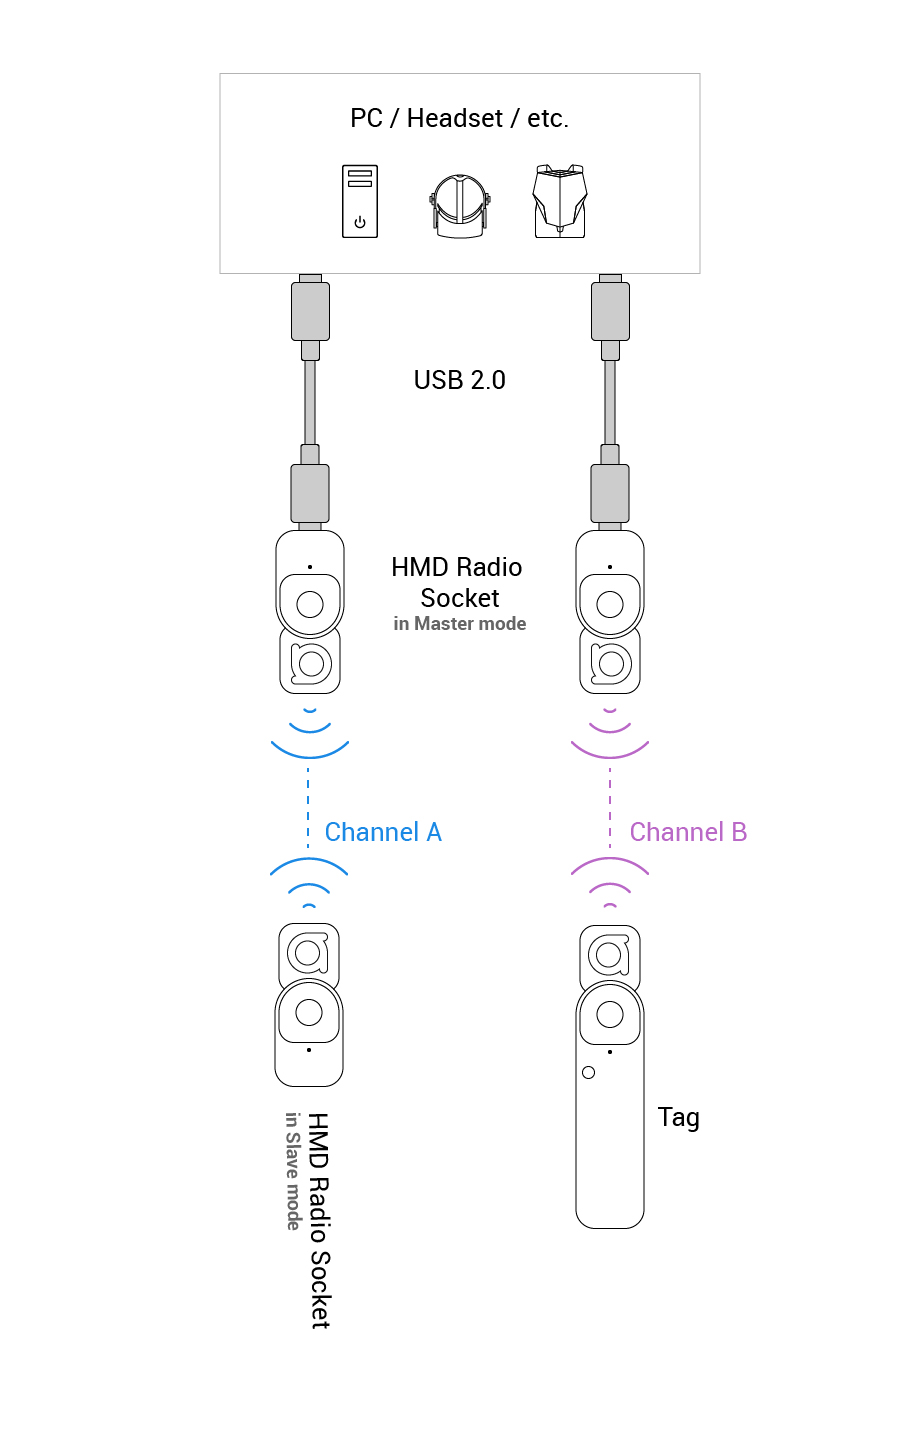 PC / Headset / etc.
USB 2.0
HMD Radio
Socket
in Master mode
Channel A
Channel B
HMD Radio Socket
in Slave mode
Tag